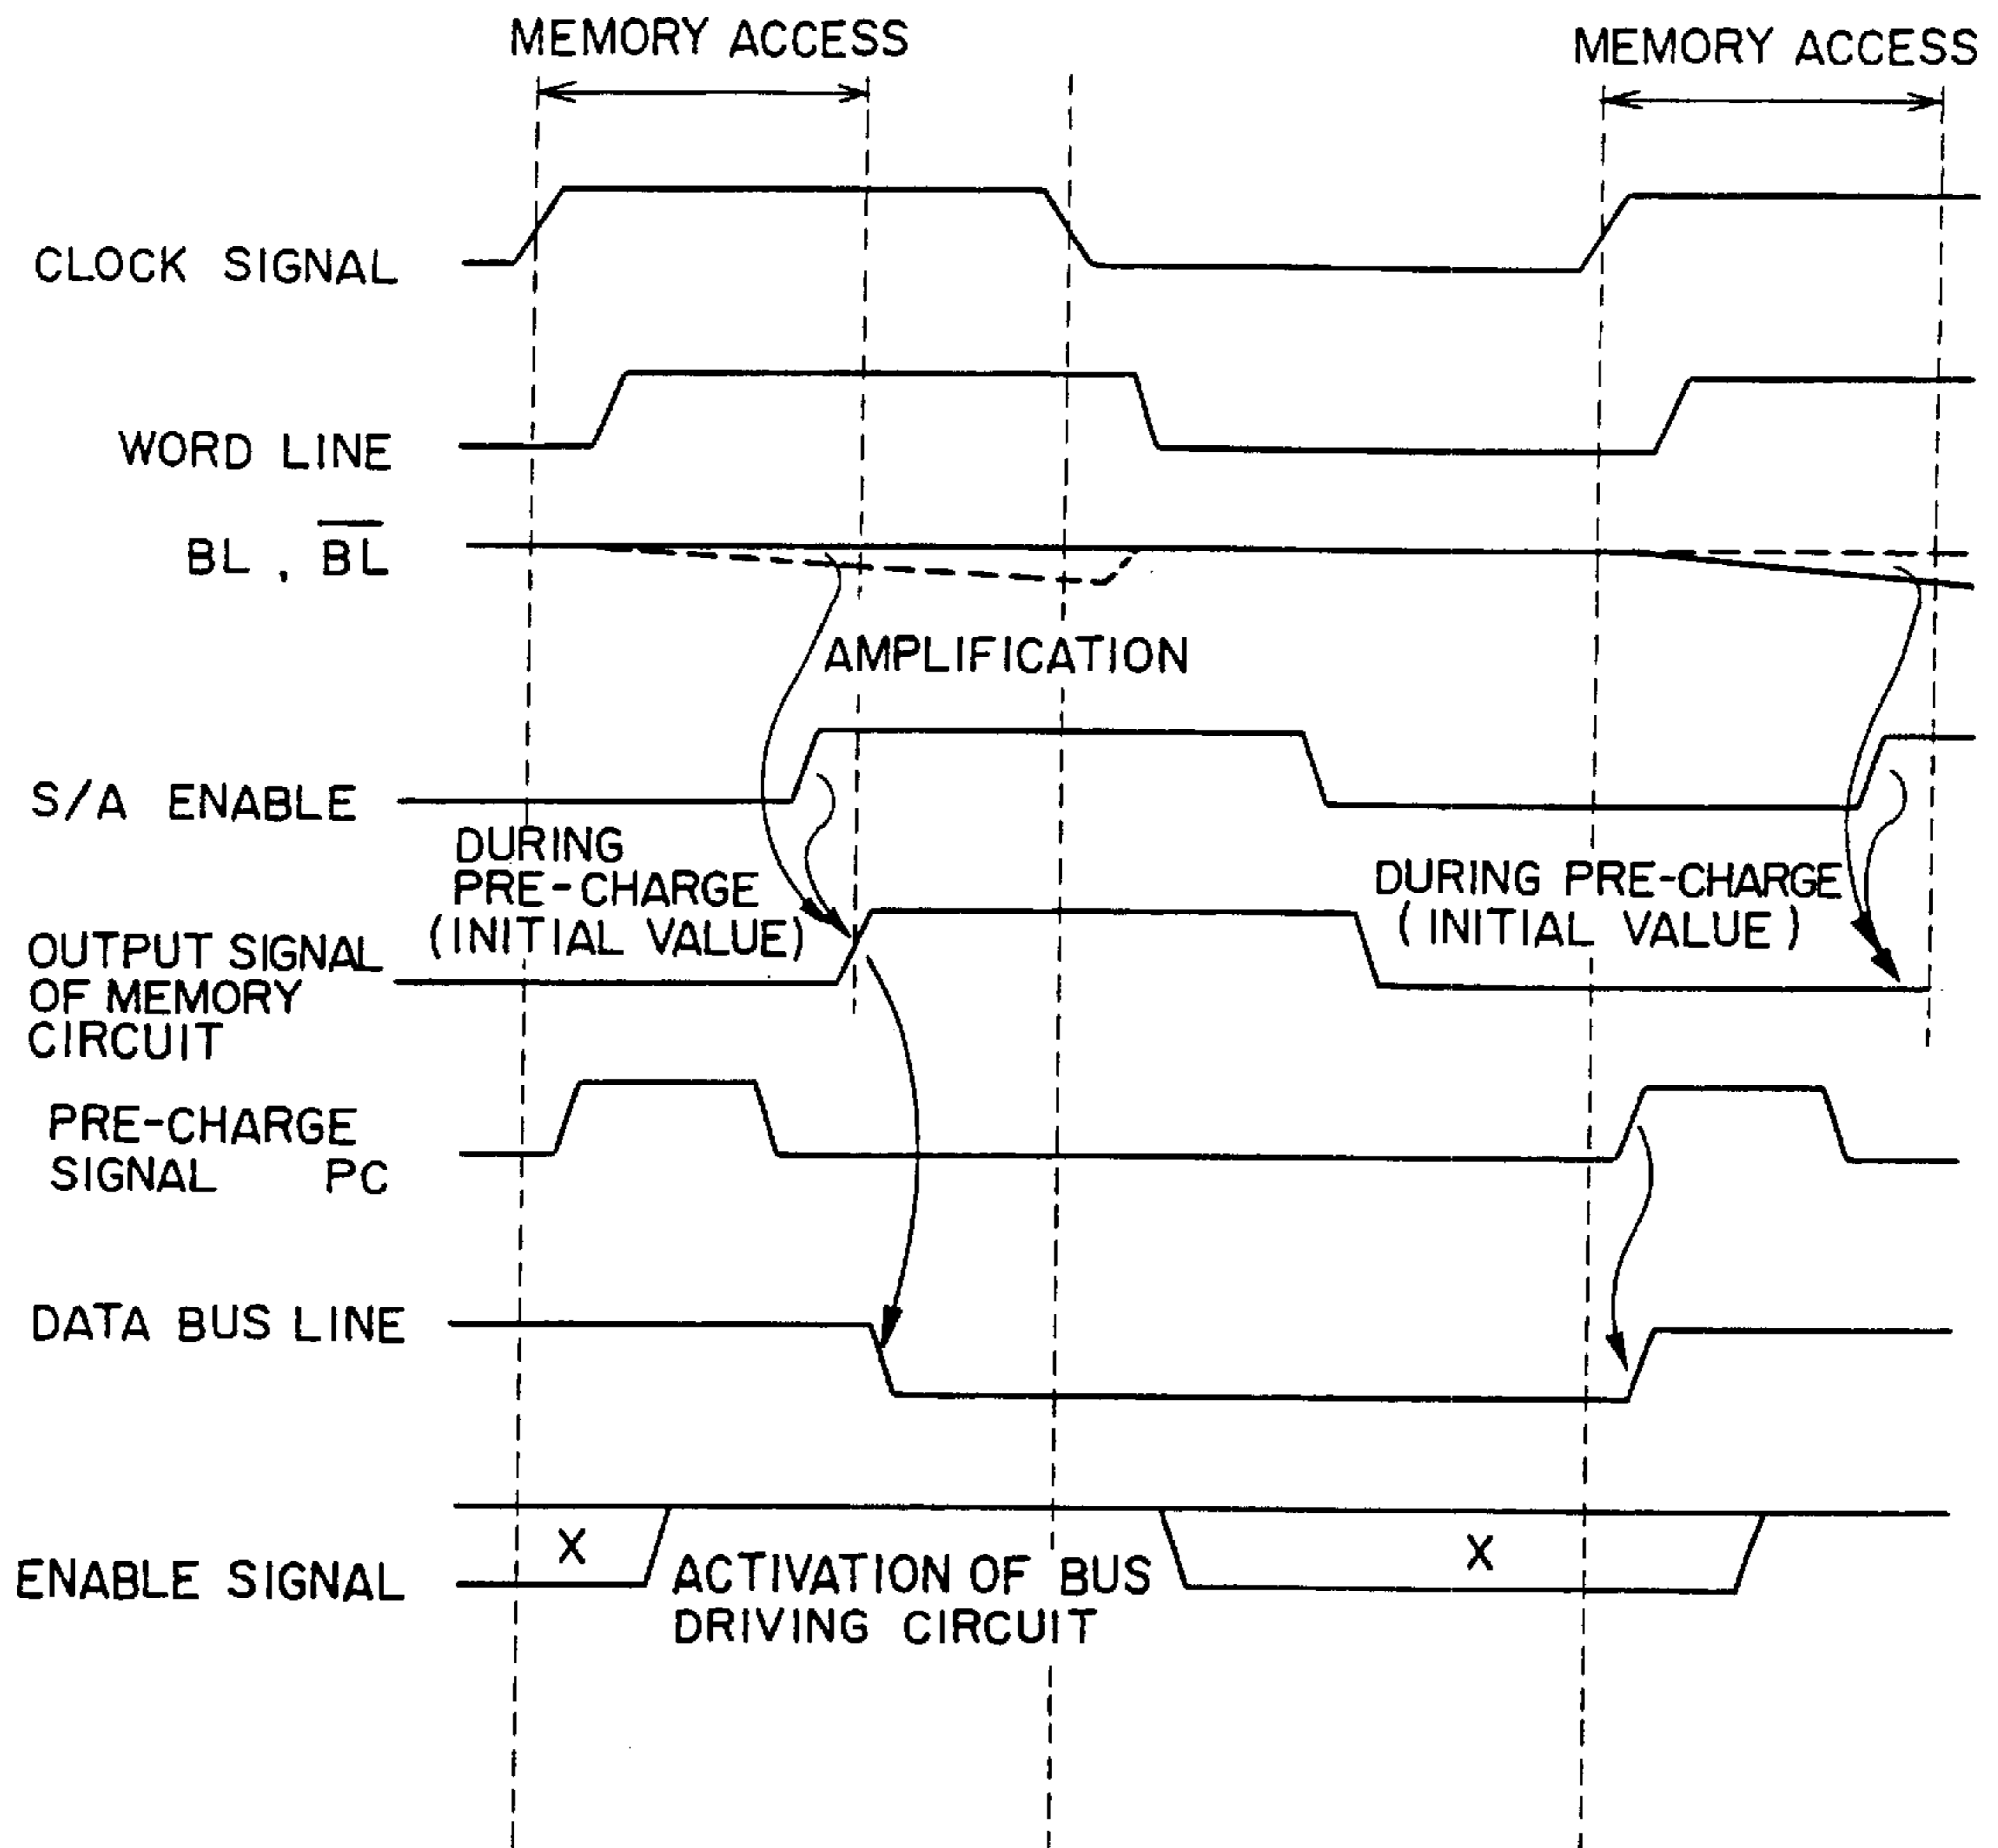 MEMORY ACCESS
MEMORY ACCESS
CLOCK SIGNAL
WORD LINE
BL, B̅L̅
AMPLIFICATION
S/A ENABLE
DURING
PRE-CHARGE
(INITIAL VALUE)
DURING PRE-CHARGE
(INITIAL VALUE)
OUTPUT SIGNAL
OF MEMORY
CIRCUIT
PRE-CHARGE
SIGNAL PC
DATA BUS LINE
X
X
ENABLE SIGNAL
ACTIVATION OF BUS
DRIVING CIRCUIT